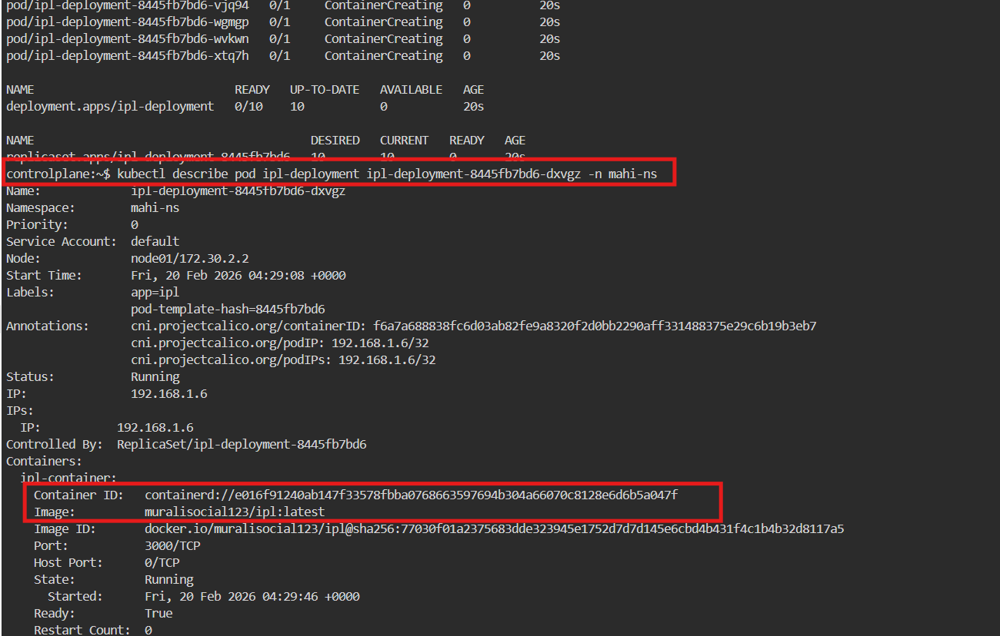 pod/ipl-deployment-8445fb7bd6-vjq94   0/1     ContainerCreating   0          20s
pod/ipl-deployment-8445fb7bd6-wgmgp   0/1     ContainerCreating   0          20s
pod/ipl-deployment-8445fb7bd6-wvkwn   0/1     ContainerCreating   0          20s
pod/ipl-deployment-8445fb7bd6-xtq7h   0/1     ContainerCreating   0          20s
NAME                             READY   UP-TO-DATE   AVAILABLE   AGE
deployment.apps/ipl-deployment   0/10    10           0           20s
NAME                                        DESIRED   CURRENT   READY   AGE
replicaset.apps/ipl-deployment-8445fb7bd6   10        10        0       20s
controlplane:~$ kubectl describe pod ipl-deployment ipl-deployment-8445fb7bd6-dxvgz -n mahi-ns
Name:             ipl-deployment-8445fb7bd6-dxvgz
Namespace:        mahi-ns
Priority:         0
Service Account:  default
Node:             node01/172.30.2.2
Start Time:       Fri, 20 Feb 2026 04:29:08 +0000
Labels:           app=ipl
                  pod-template-hash=8445fb7bd6
Annotations:      cni.projectcalico.org/containerID: f6a7a688838fc6d03ab82fe9a8320f2d0bb2290aff331488375e29c6b19b3eb7
                  cni.projectcalico.org/podIP: 192.168.1.6/32
                  cni.projectcalico.org/podIPs: 192.168.1.6/32
Status:           Running
IP:               192.168.1.6
IPs:
  IP:           192.168.1.6
Controlled By:  ReplicaSet/ipl-deployment-8445fb7bd6
Containers:
  ipl-container:
    Container ID:   containerd://e016f91240ab147f33578fbba0768663597694b304a66070c8128e6d6b5a047f
    Image:          muralisocial123/ipl:latest
    Image ID:       docker.io/muralisocial123/ipl@sha256:77030f01a2375683dde323945e1752d7d7d145e6cbd4b431f4c1b4b32d8117a5
    Port:           3000/TCP
    Host Port:      0/TCP
    State:          Running
      Started:      Fri, 20 Feb 2026 04:29:46 +0000
    Ready:          True
    Restart Count:  0